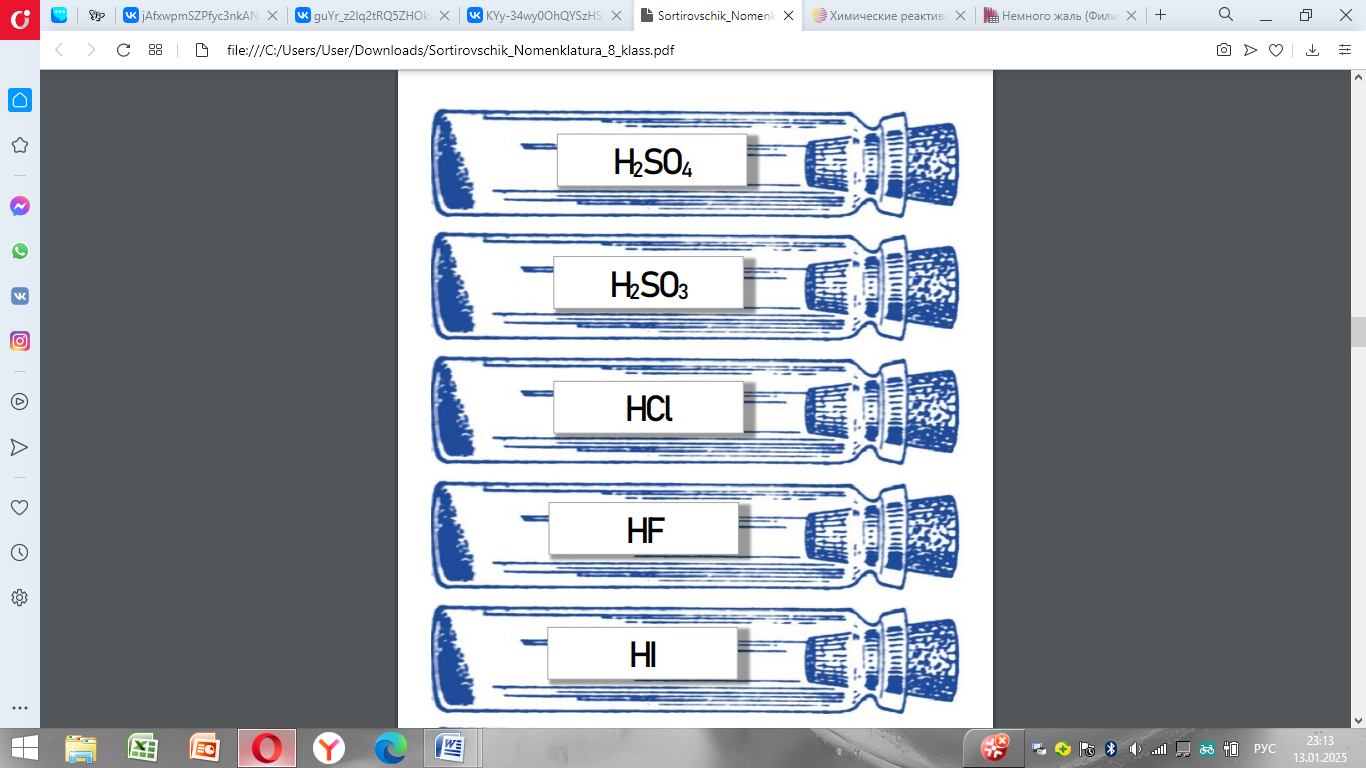 jAfxwpmSZPfyc3nkAN
guYr_z2lq2tRQ5ZHOk
KYy-34wy0OhQYSzHS
Sortirovschik_Nomenk
Химические реактивы
Немного жаль (Фили
file:///C:/Users/User/Downloads/Sortirovschik_Nomenklatura_8_klass.pdf
H₂SO₄
H₂SO₃
HCl
HF
HI
РУС
23:13
13.01.2025